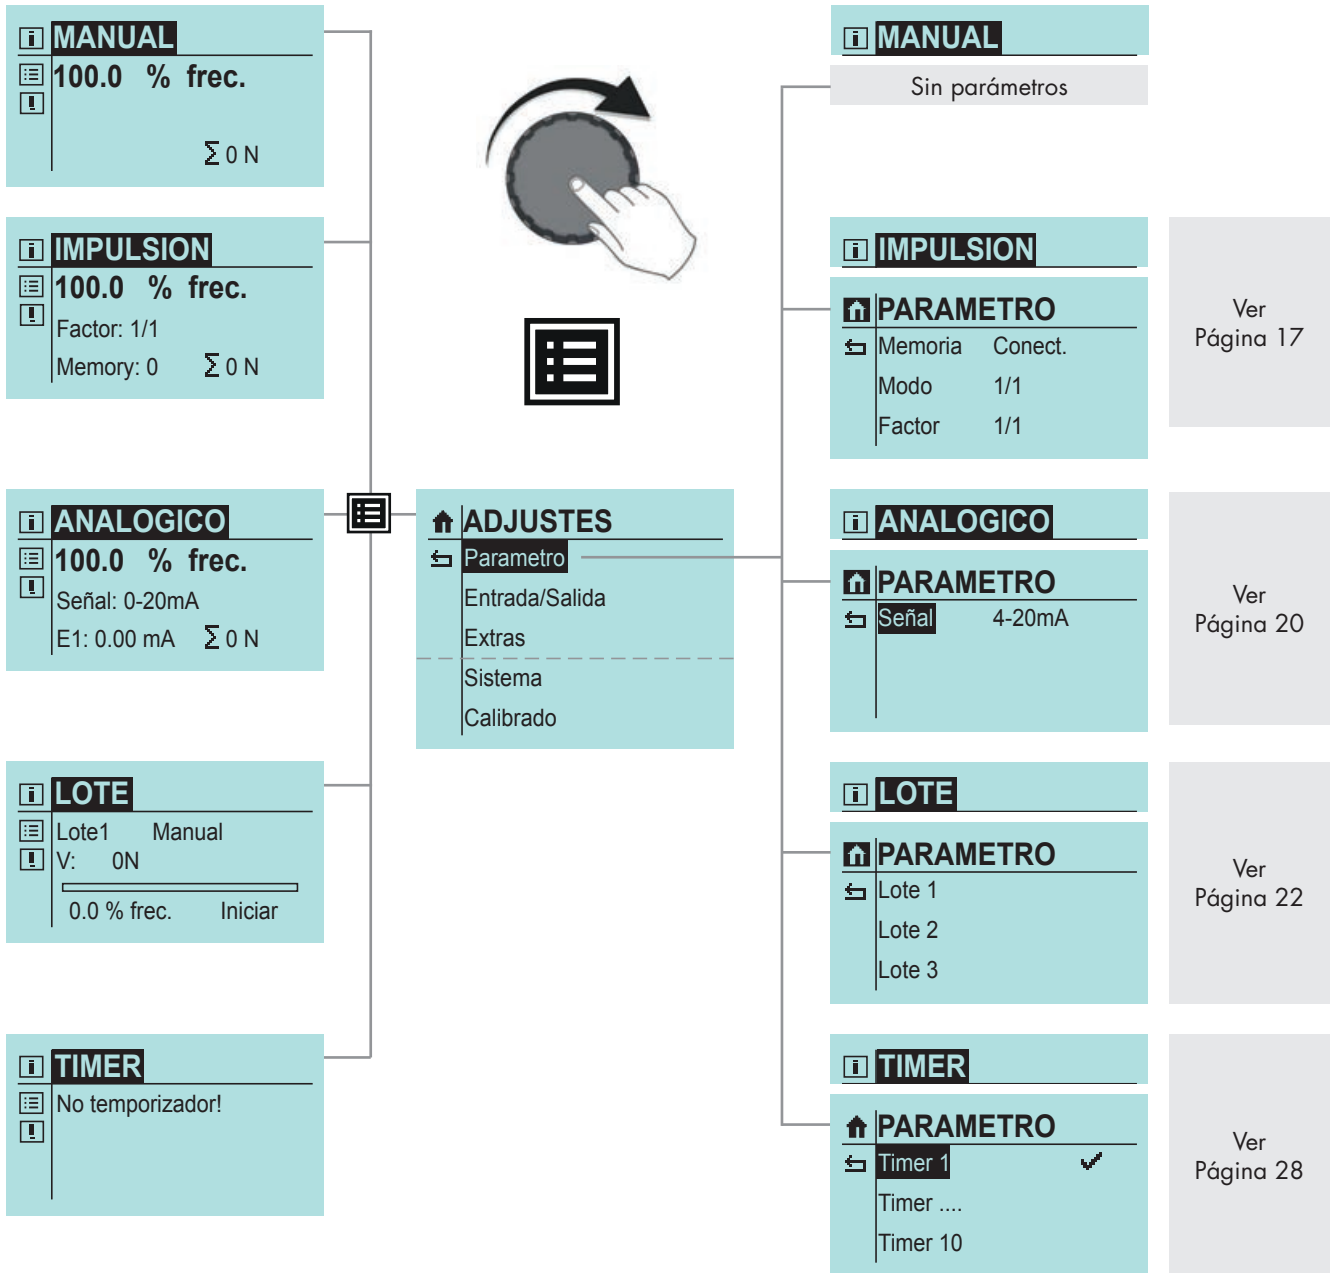 MANUAL
100.0 % frec.
Σ 0 N
IMPULSION
100.0 % frec.
Factor: 1/1
Memory: 0 Σ 0 N
ANALOGICO
100.0 % frec.
Señal: 0-20mA
E1: 0.00 mA Σ 0 N
LOTE
Lote1 Manual
V: 0N
0.0 % frec. Iniciar
TIMER
No temporizador!
ADJUSTES
Parametro
Entrada/Salida
Extras
Sistema
Calibrado
MANUAL
Sin parámetros
IMPULSION
PARAMETRO
Memoria Conect.
Modo 1/1
Factor 1/1
Ver
Página 17
ANALOGICO
PARAMETRO
Señal 4-20mA
Ver
Página 20
LOTE
PARAMETRO
Lote 1
Lote 2
Lote 3
Ver
Página 22
TIMER
PARAMETRO
Timer 1
Timer ....
Timer 10
Ver
Página 28